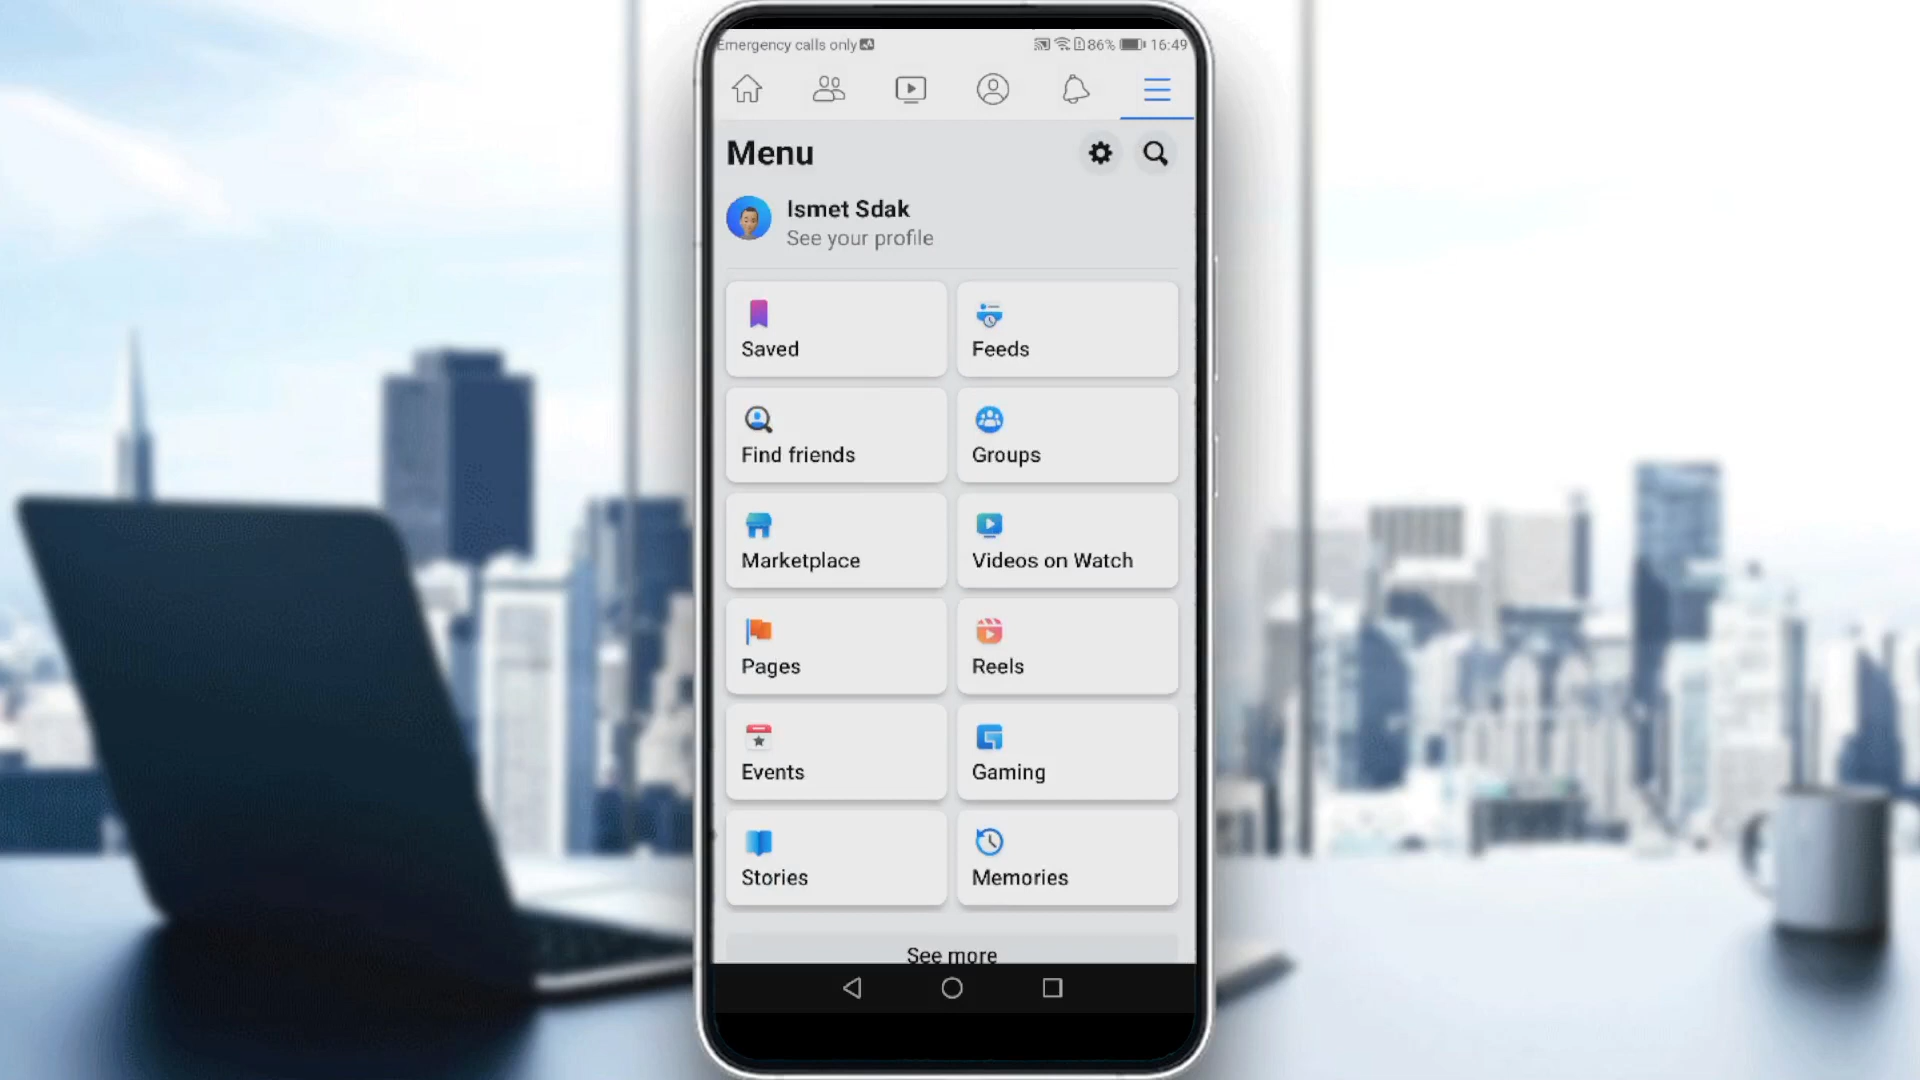 Emergency calls only 86% 16:49
Menu
Ismet Sdak
See your profile
Saved
Feeds
Find friends
Groups
Marketplace
Videos on Watch
Pages
Reels
Events
Gaming
Stories
Memories
See more